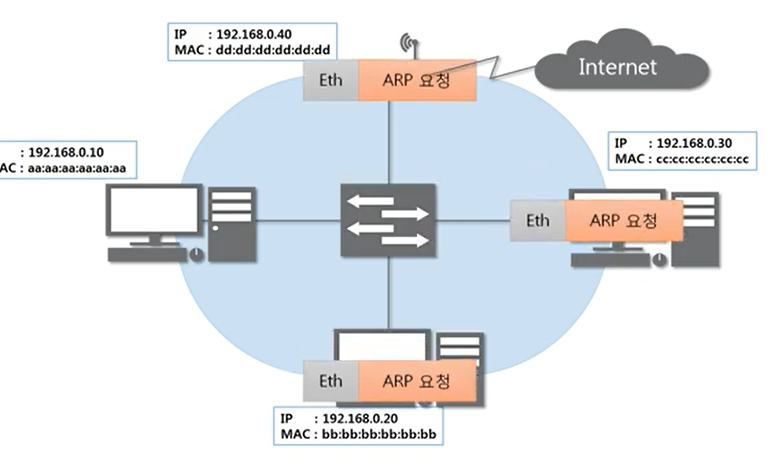 IP : 192.168.0.40
MAC : dd:dd:dd:dd:dd:dd
Eth ARP 요청
Internet
: 192.168.0.10
AC : aa:aa:aa:aa:aa:aa
IP : 192.168.0.30
MAC : cc:cc:cc:cc:cc:cc
Eth ARP 요청
Eth ARP 요청
IP : 192.168.0.20
MAC : bb:bb:bb:bb:bb:bb